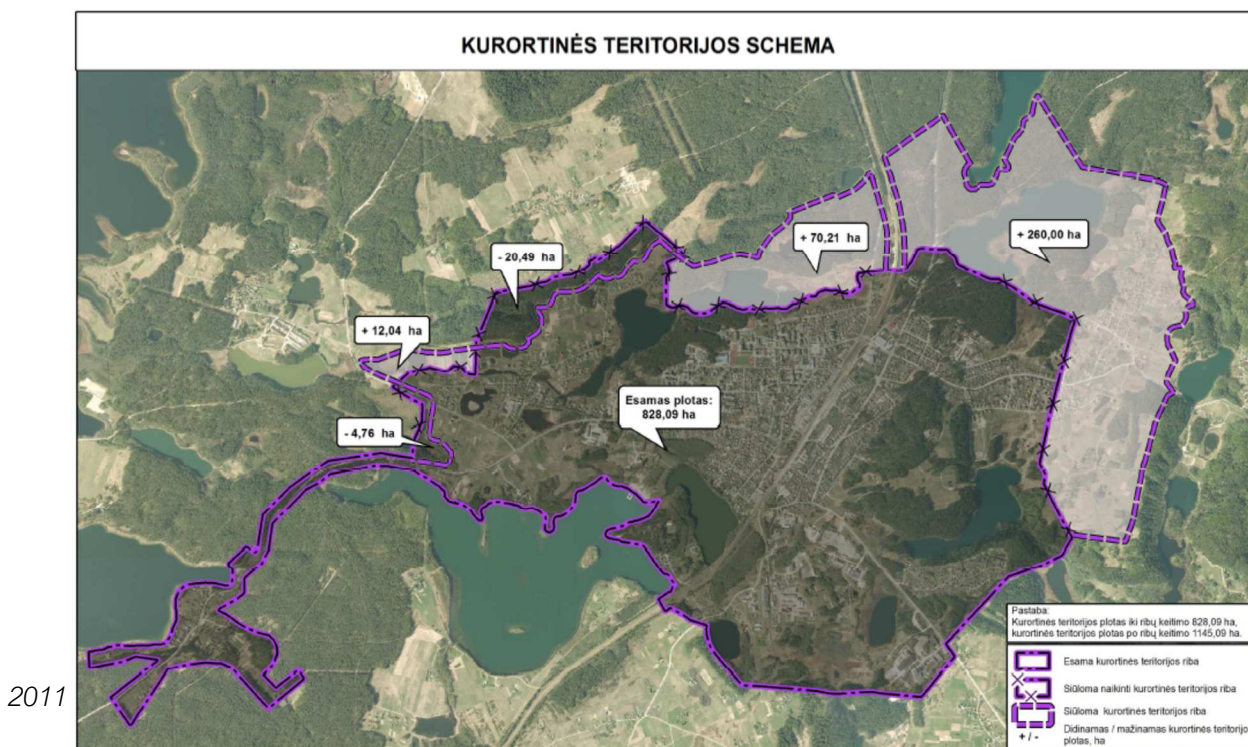 KURORTINĖS TERITORIJOS SCHEMA
+ 70,21 ha
+ 260,00 ha
- 20,49 ha
+ 12,04 ha
Esamas plotas:
828,09 ha
- 4,76 ha
Pastaba:
Kurortinės teritorijos plotas iki ribų keitimo 828,09 ha,
kurortinės teritorijos plotas po ribų keitimo 1145,09 ha.
Esama kurortinės teritorijos riba
Siūloma naikinti kurortinės teritorijos riba
Siūloma kurortinės teritorijos riba
+ / - Didinamas / mažinamas kurortinės teritorijo
plotas, ha
2011